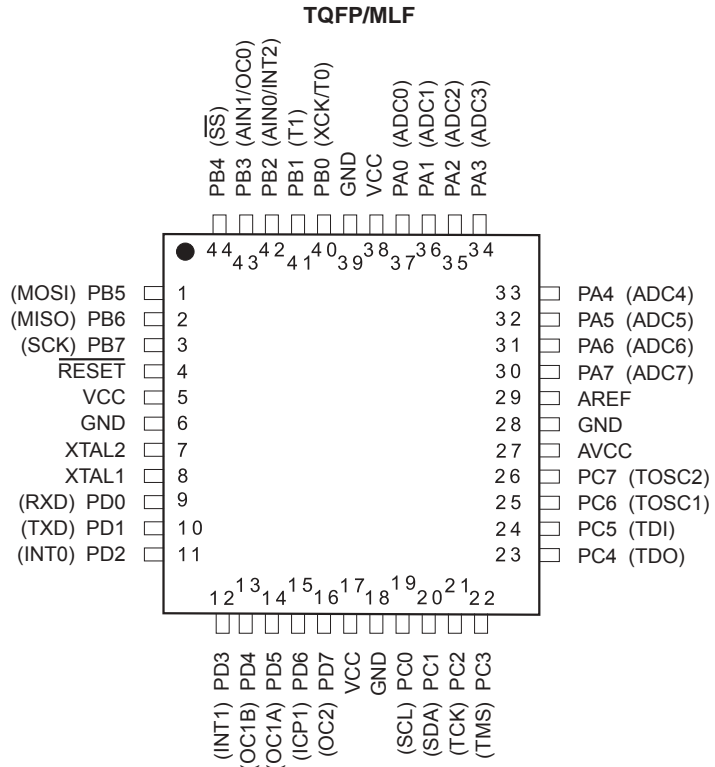 TQFP/MLF
PB4 (SS)
PB3 (AIN1/OC0)
PB2 (AIN0/INT2)
PB1 (T1)
PB0 (XCK/T0)
GND
VCC
PA0 (ADC0)
PA1 (ADC1)
PA2 (ADC2)
PA3 (ADC3)
44 43 42 41 40 39 38 37 36 35 34
(MOSI) PB5 1
(MISO) PB6 2
(SCK) PB7 3
RESET 4
VCC 5
GND 6
XTAL2 7
XTAL1 8
(RXD) PD0 9
(TXD) PD1 10
(INT0) PD2 11
33 PA4 (ADC4)
32 PA5 (ADC5)
31 PA6 (ADC6)
30 PA7 (ADC7)
29 AREF
28 GND
27 AVCC
26 PC7 (TOSC2)
25 PC6 (TOSC1)
24 PC5 (TDI)
23 PC4 (TDO)
12 13 14 15 16 17 18 19 20 21 22
(INT1) PD3
(OC1B) PD4
(OC1A) PD5
(ICP1) PD6
(OC2) PD7
VCC
GND
(SCL) PC0
(SDA) PC1
(TCK) PC2
(TMS) PC3